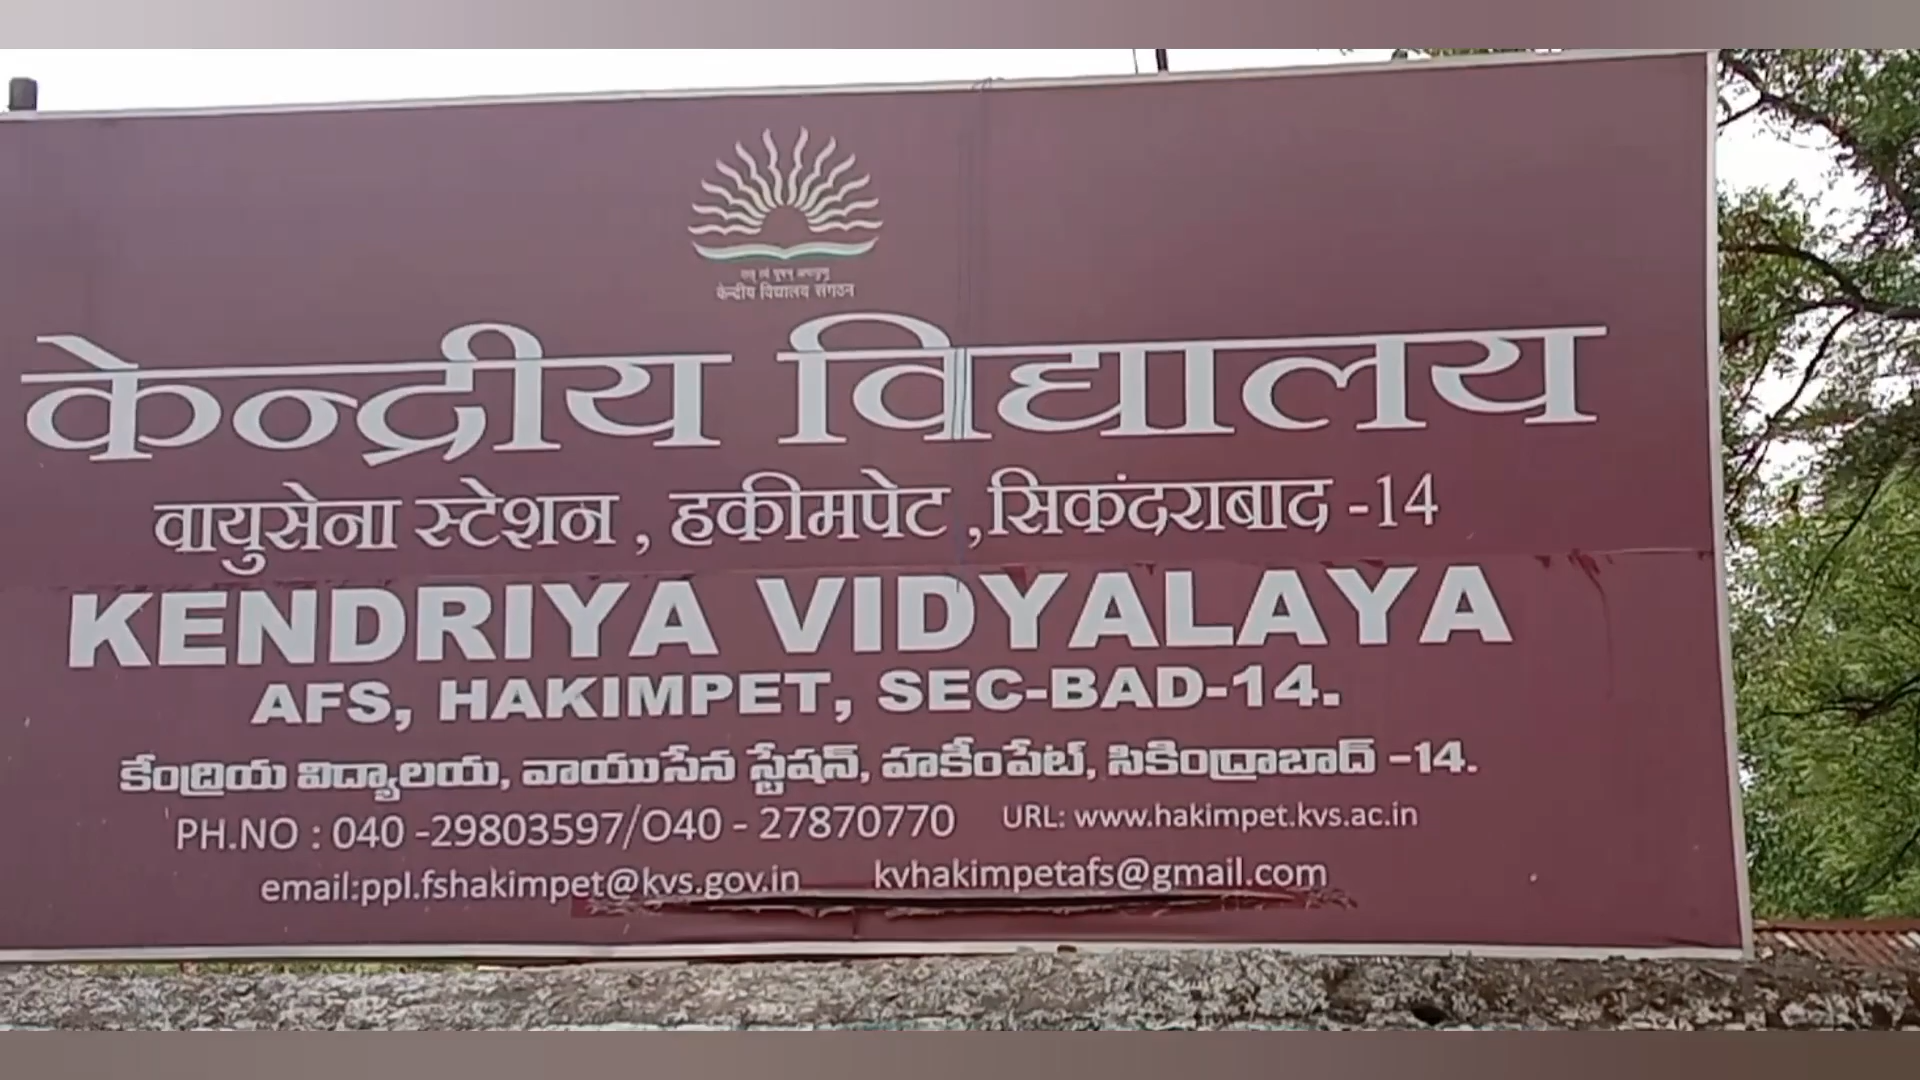 केन्द्रीय विद्यालय संगठन
केन्द्रीय विद्यालय
वायुसेना स्टेशन , हकीमपेट ,सिकंदराबाद -14
KENDRIYA VIDYALAYA
AFS, HAKIMPET, SEC-BAD-14.
కేంద్రియ విద్యాలయ, వాయుసేన స్టేషన్, హకీంపేట్, సికింద్రాబాద్ -14.
PH.NO : 040 -29803597/O40 - 27870770 URL: www.hakimpet.kvs.ac.in
email:ppl.fshakimpet@kvs.gov.in kvhakimpetafs@gmail.com